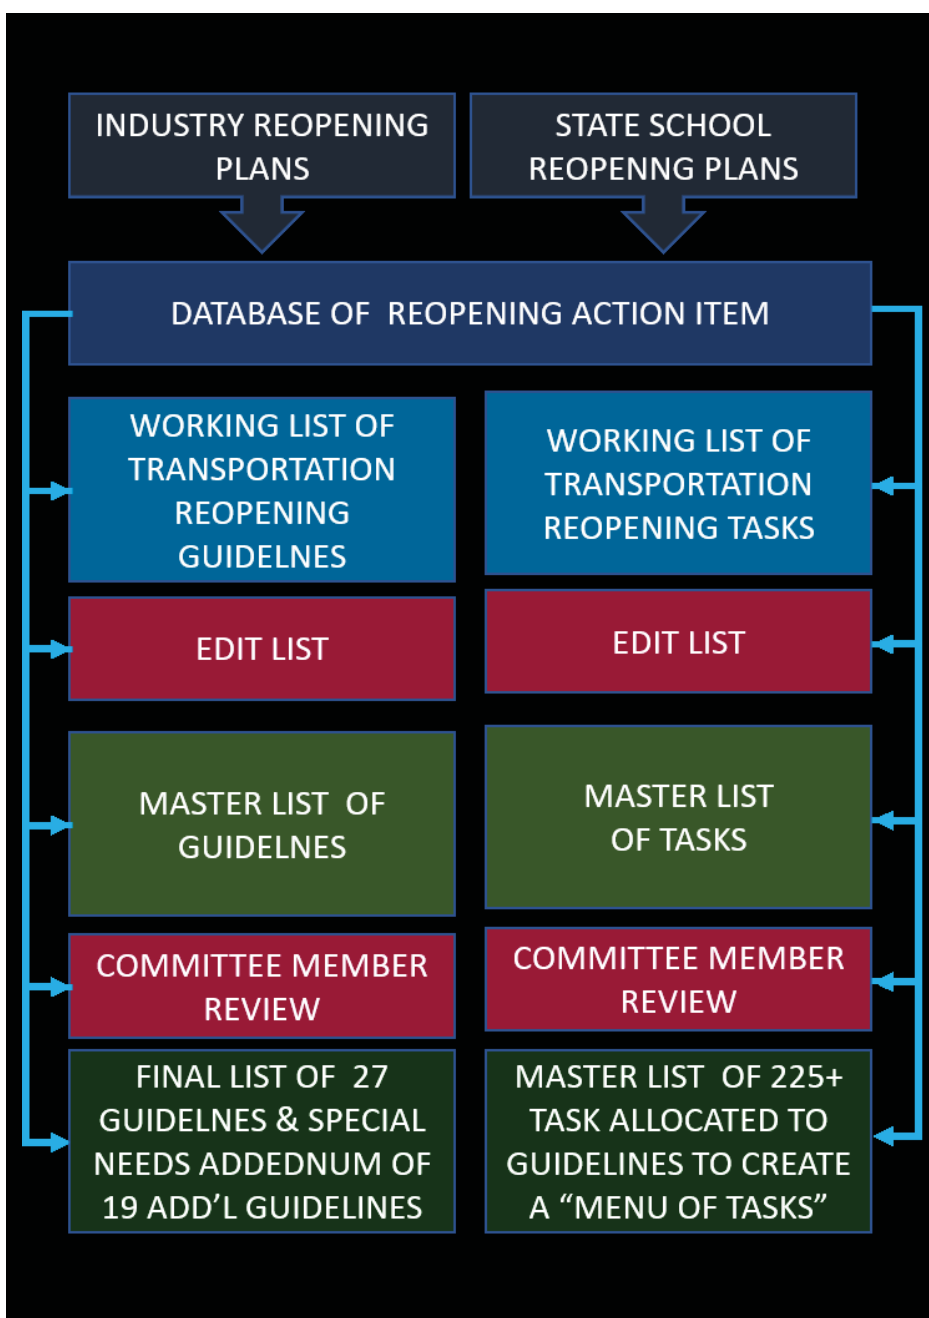 INDUSTRY REOPENING
PLANS
STATE SCHOOL
REOPENNG PLANS
DATABASE OF  REOPENING ACTION ITEM
WORKING LIST OF
TRANSPORTATION
REOPENING
GUIDELNES
WORKING LIST OF
TRANSPORTATION
REOPENING TASKS
EDIT LIST
EDIT LIST
MASTER LIST  OF
GUIDELNES
MASTER LIST
OF TASKS
COMMITTEE MEMBER
REVIEW
COMMITTEE MEMBER
REVIEW
FINAL LIST OF  27
GUIDELNES & SPECIAL
NEEDS ADDEDNUM OF
19 ADD’L GUIDELINES
MASTER LIST  OF 225+
TASK ALLOCATED TO
GUIDELINES TO CREATE
A “MENU OF TASKS”